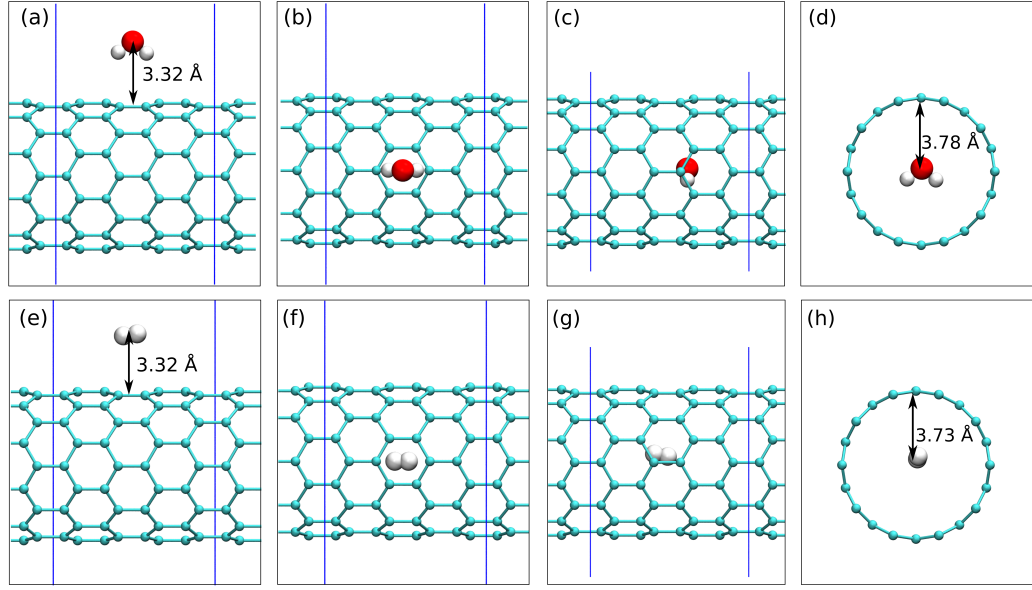 (a)
3.32 Å
(b)
(c)
(d)
3.78 Å
(e)
3.32 Å
(f)
(g)
(h)
3.73 Å